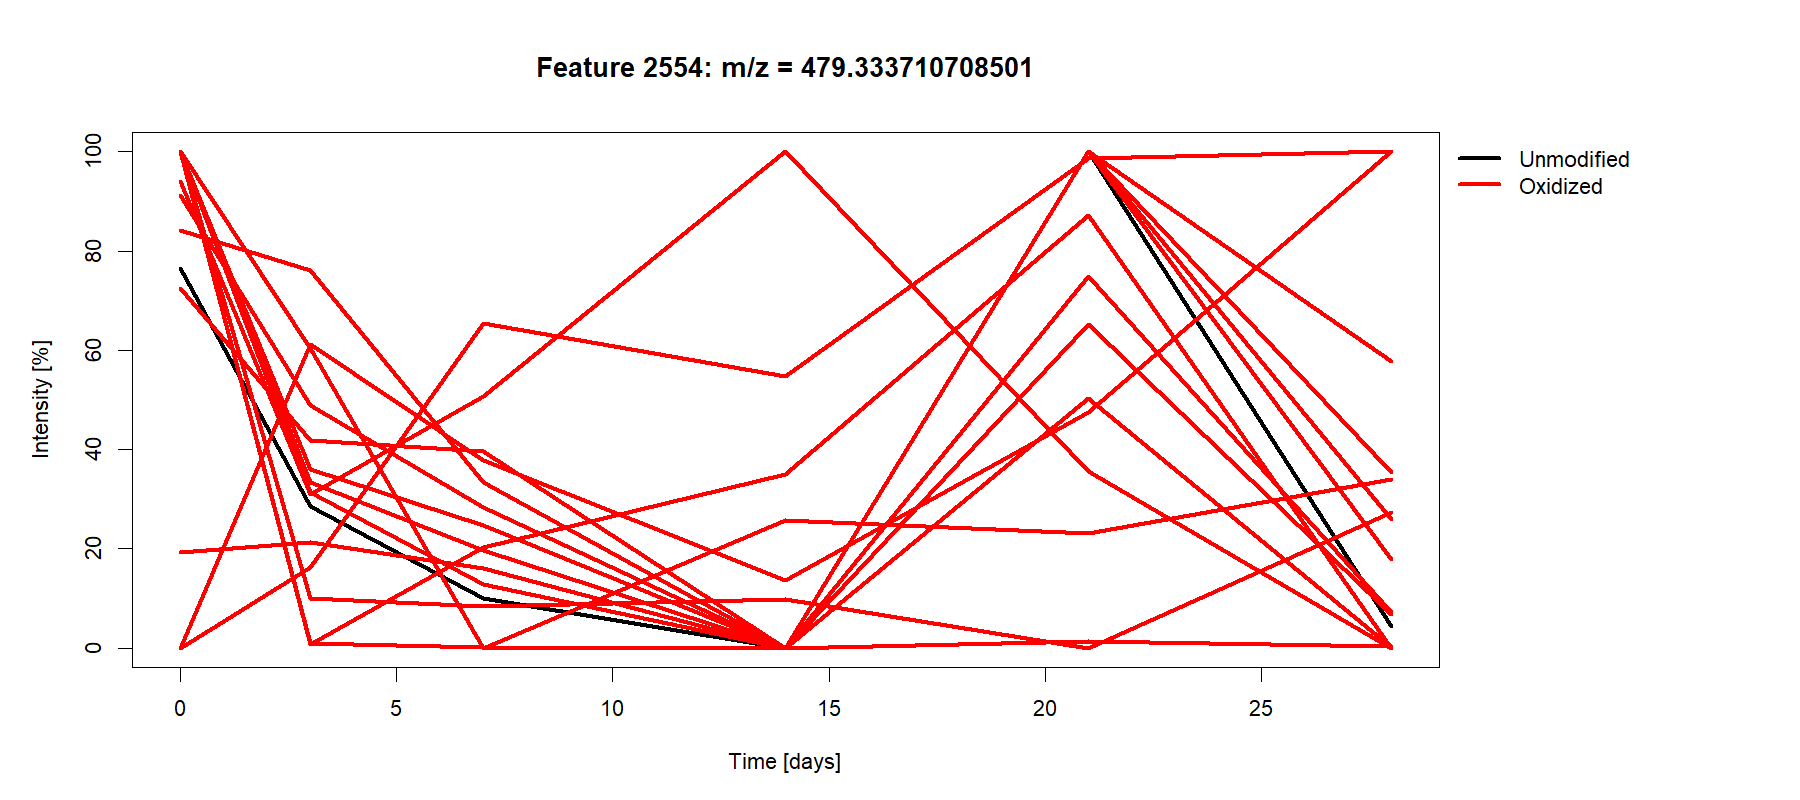 Feature 2554: m/z = 479.333710708501
Unmodified
Oxidized
Intensity [%]
100
80
60
40
20
0
0 5 10 15 20 25
Time [days]